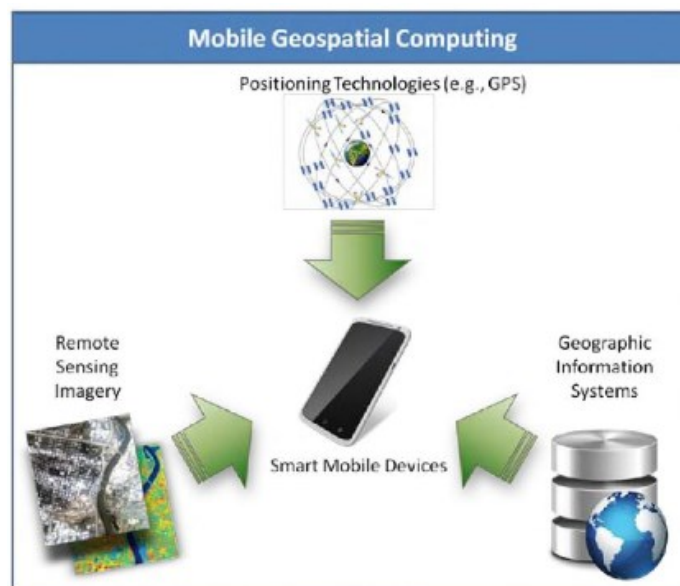 Mobile Geospatial Computing
Positioning Technologies (e.g., GPS)
Remote
Sensing
Imagery
Geographic
Information
Systems
Smart Mobile Devices